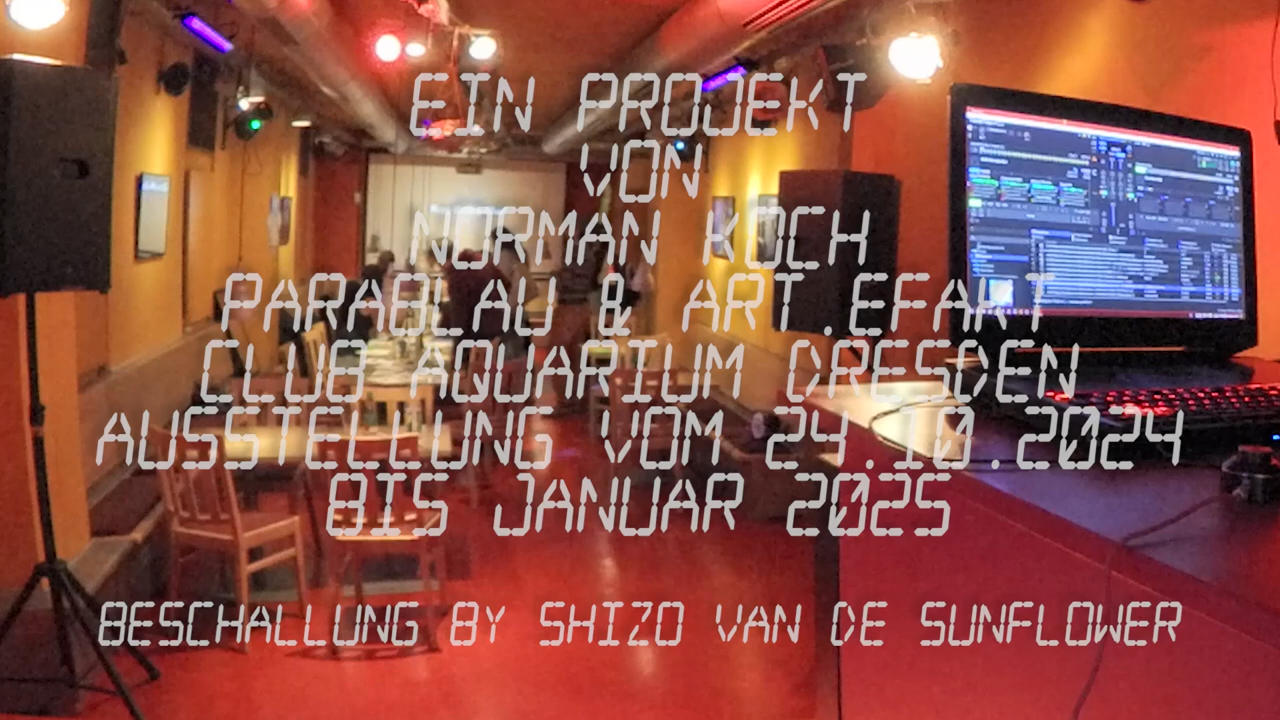 EIN PROJEKT
VON
NORMAN KOCH
PARABLAU & ART.EFAKT
CLUB AQUARIUM DRESDEN
AUSSTELLUNG VOM 24.10.2024
BIS JANUAR 2025
BESCHALLUNG BY SHIZO VAN DE SUNFLOWER